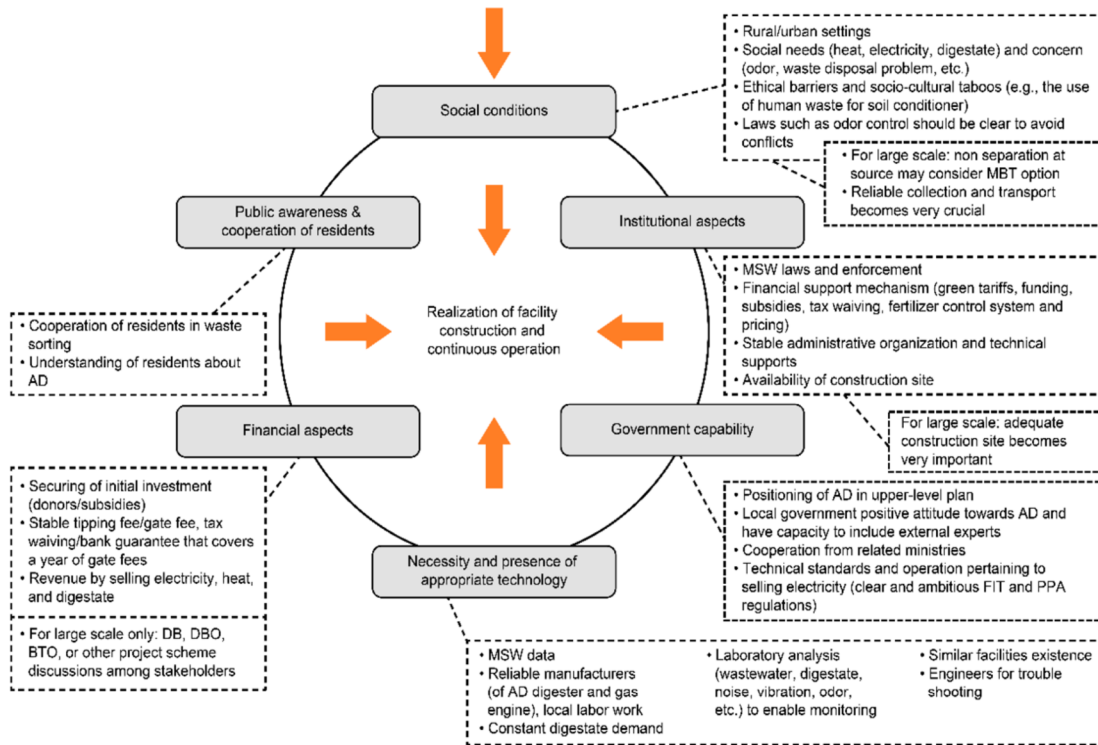 Social conditions
• Rural/urban settings
• Social needs (heat, electricity, digestate) and concern
(odor, waste disposal problem, etc.)
• Ethical barriers and socio-cultural taboos (e.g., the use
of human waste for soil conditioner)
• Laws such as odor control should be clear to avoid
conflicts
• For large scale: non separation at
source may consider MBT option
• Reliable collection and transport
becomes very crucial
Public awareness &
cooperation of residents
Institutional aspects
• MSW laws and enforcement
• Financial support mechanism (green tariffs, funding,
subsidies, tax waiving, fertilizer control system and
pricing)
• Stable administrative organization and technical
supports
• Availability of construction site
Realization of facility
construction and
continuous operation
• Cooperation of residents in waste
sorting
• Understanding of residents about
AD
Financial aspects
Government capability
For large scale: adequate
construction site becomes
very important
• Securing of initial investment
(donors/subsidies)
• Stable tipping fee/gate fee, tax
waiving/bank guarantee that covers
a year of gate fees
• Revenue by selling electricity, heat,
and digestate
• For large scale only: DB, DBO,
BTO, or other project scheme
discussions among stakeholders
• Positioning of AD in upper-level plan
• Local government positive attitude towards AD and
have capacity to include external experts
• Cooperation from related ministries
• Technical standards and operation pertaining to
selling electricity (clear and ambitious FIT and PPA
regulations)
Necessity and presence of
appropriate technology
• MSW data
• Reliable manufacturers
(of AD digester and gas
engine), local labor work
• Constant digestate demand
• Laboratory analysis
(wastewater, digestate,
noise, vibration, odor,
etc.) to enable monitoring
• Similar facilities existence
• Engineers for trouble
shooting